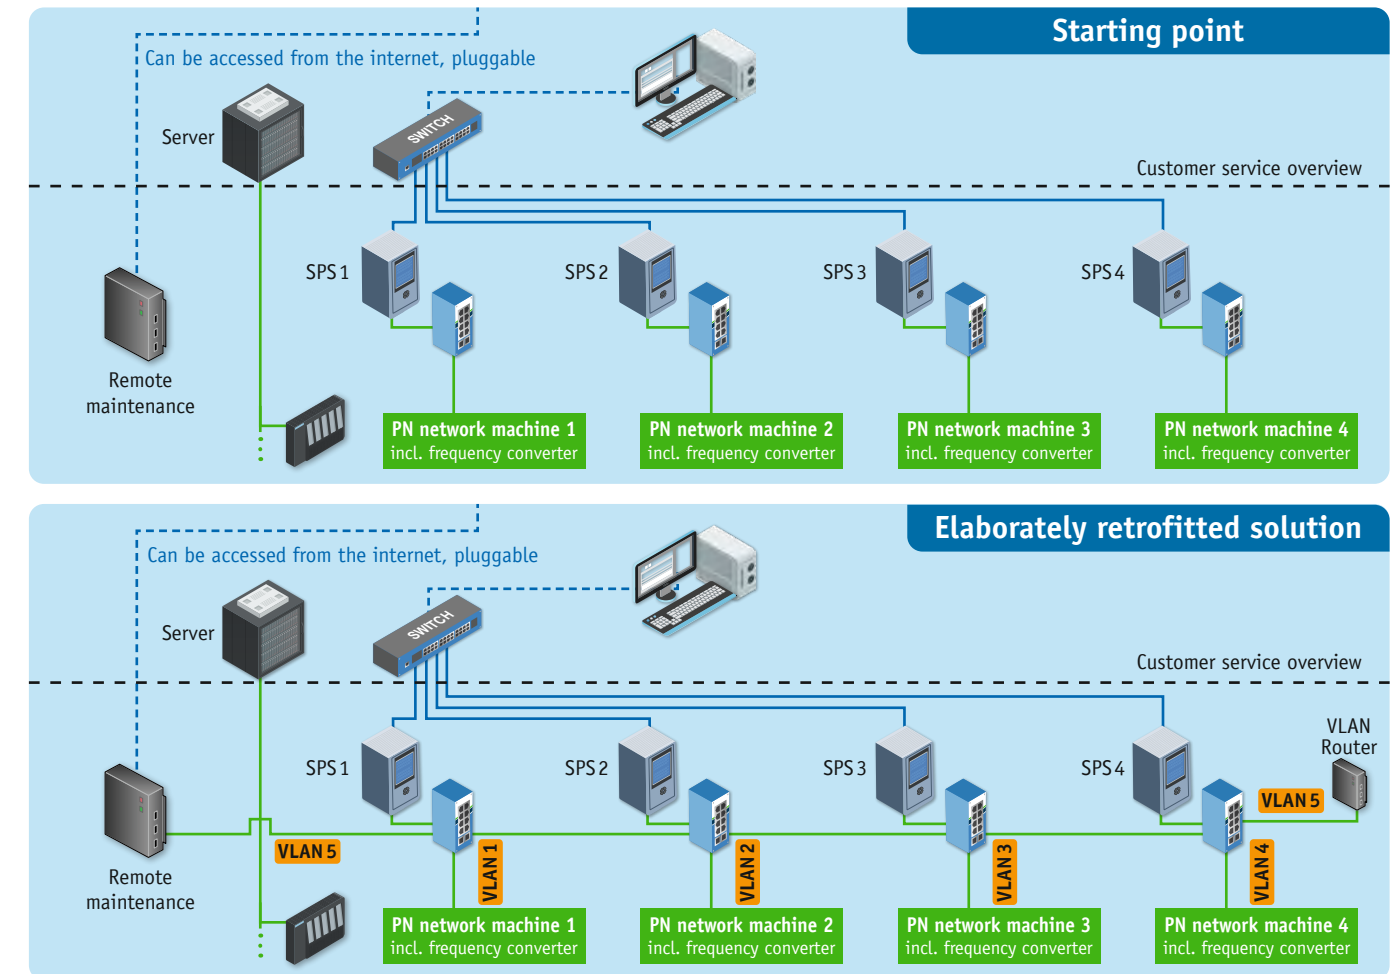 Starting point
Can be accessed from the internet, pluggable
Server
SWITCH
Customer service overview
SPS 1
SPS 2
SPS 3
SPS 4
Remote
maintenance
PN network machine 1
incl. frequency converter
PN network machine 2
incl. frequency converter
PN network machine 3
incl. frequency converter
PN network machine 4
incl. frequency converter
Elaborately retrofitted solution
Can be accessed from the internet, pluggable
Server
SWITCH
Customer service overview
VLAN
Router
SPS 1
SPS 2
SPS 3
SPS 4
VLAN 5
VLAN 5
VLAN 1
VLAN 2
VLAN 3
VLAN 4
Remote
maintenance
PN network machine 1
incl. frequency converter
PN network machine 2
incl. frequency converter
PN network machine 3
incl. frequency converter
PN network machine 4
incl. frequency converter